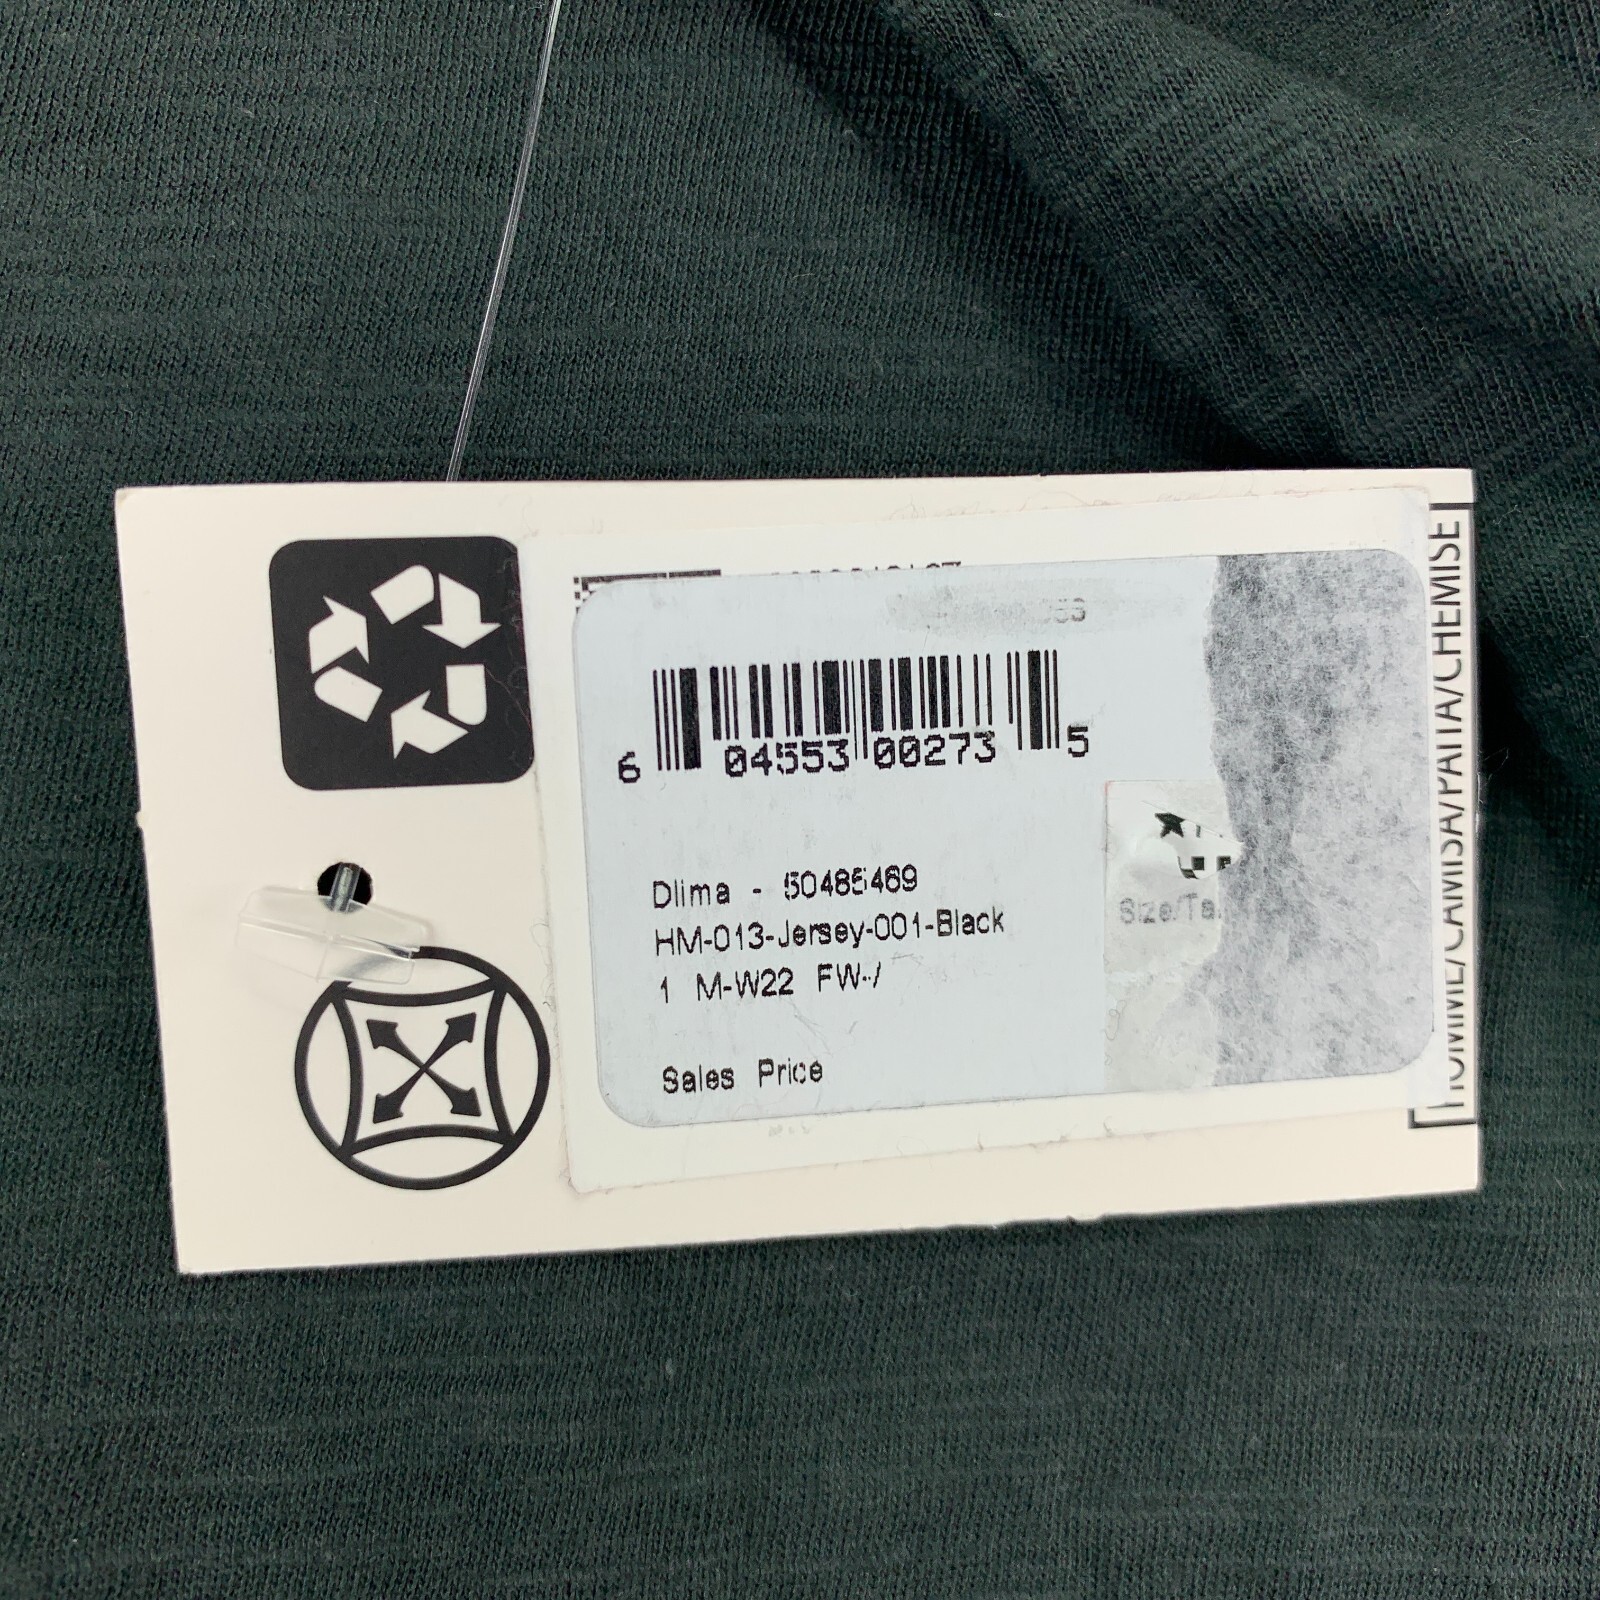 6 04553 00273 5
Dlima - 50485469
HM-013-Jersey-001-Black
1 M-W22 FW-/
Sales Price
HOMME/CAMISA/PAITA/CHEMISE]